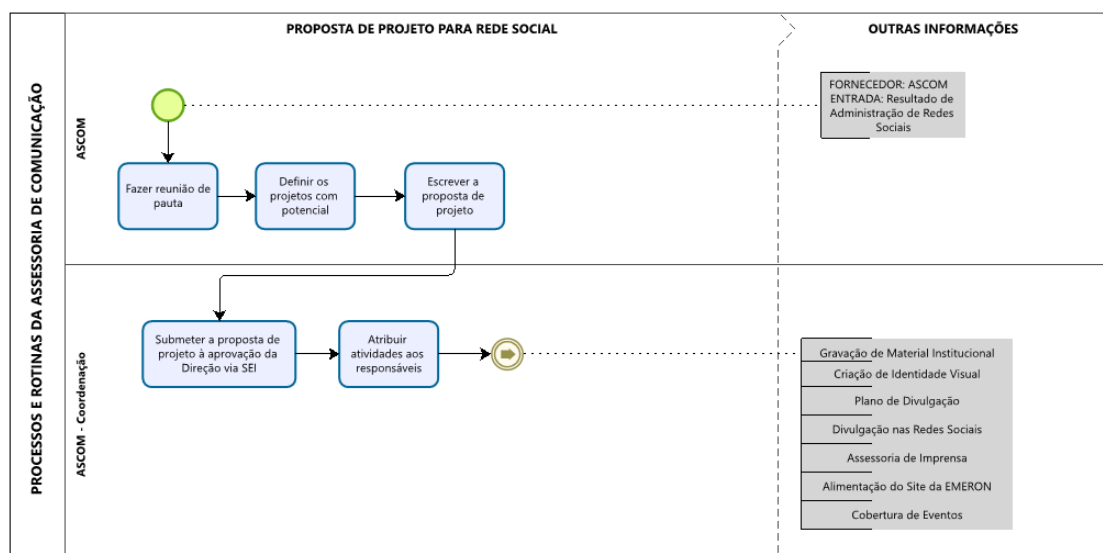 PROCESSOS E ROTINAS DA ASSESSORIA DE COMUNICAÇÃO
PROPOSTA DE PROJETO PARA REDE SOCIAL
OUTRAS INFORMAÇÕES
ASCOM
FORNECEDOR: ASCOM
ENTRADA: Resultado de
Administração de Redes
Sociais
Fazer reunião de
pauta
Definir os
projetos com
potencial
Escrever a
proposta de
projeto
ASCOM - Coordenação
Submeter a proposta de
projeto à aprovação da
Direção via SEI
Atribuir
atividades aos
responsáveis
Gravação de Material Institucional
Criação de Identidade Visual
Plano de Divulgação
Divulgação nas Redes Sociais
Assessoria de Imprensa
Alimentação do Site da EMERON
Cobertura de Eventos